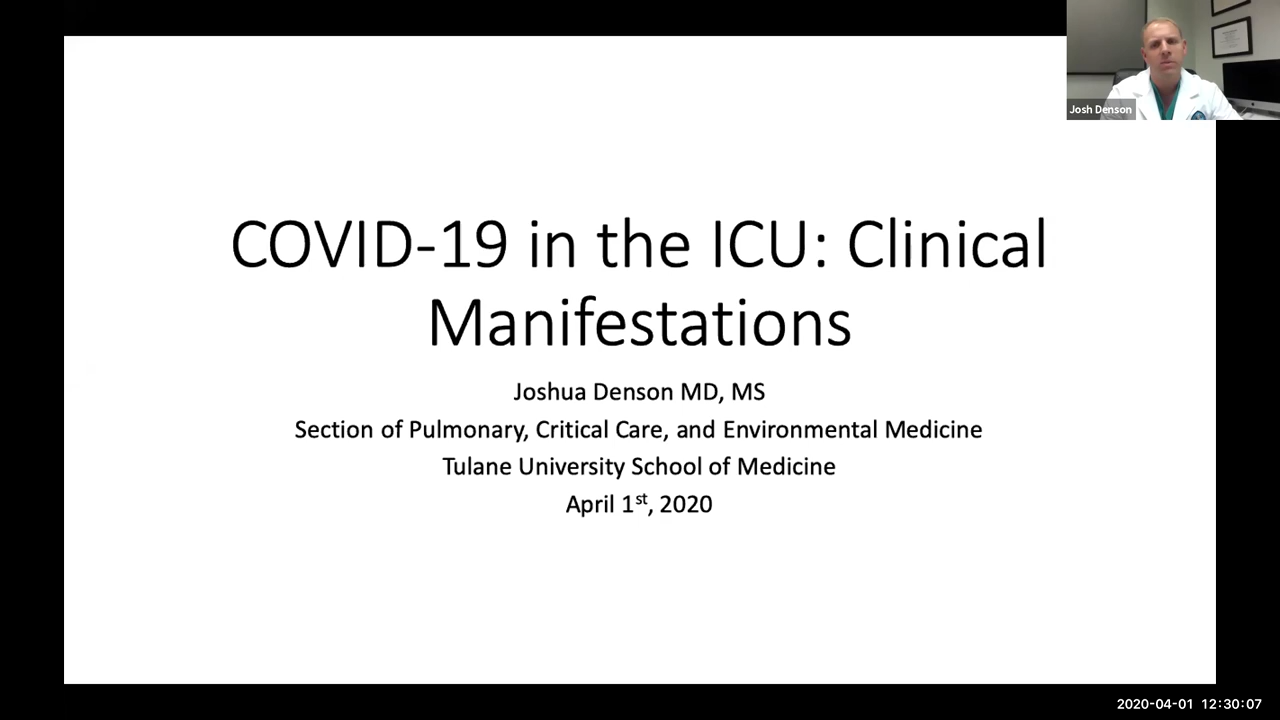 Josh Denson
COVID-19 in the ICU: Clinical
Manifestations
Joshua Denson MD, MS
Section of Pulmonary, Critical Care, and Environmental Medicine
Tulane University School of Medicine
April 1st, 2020
2020-04-01 12:30:07